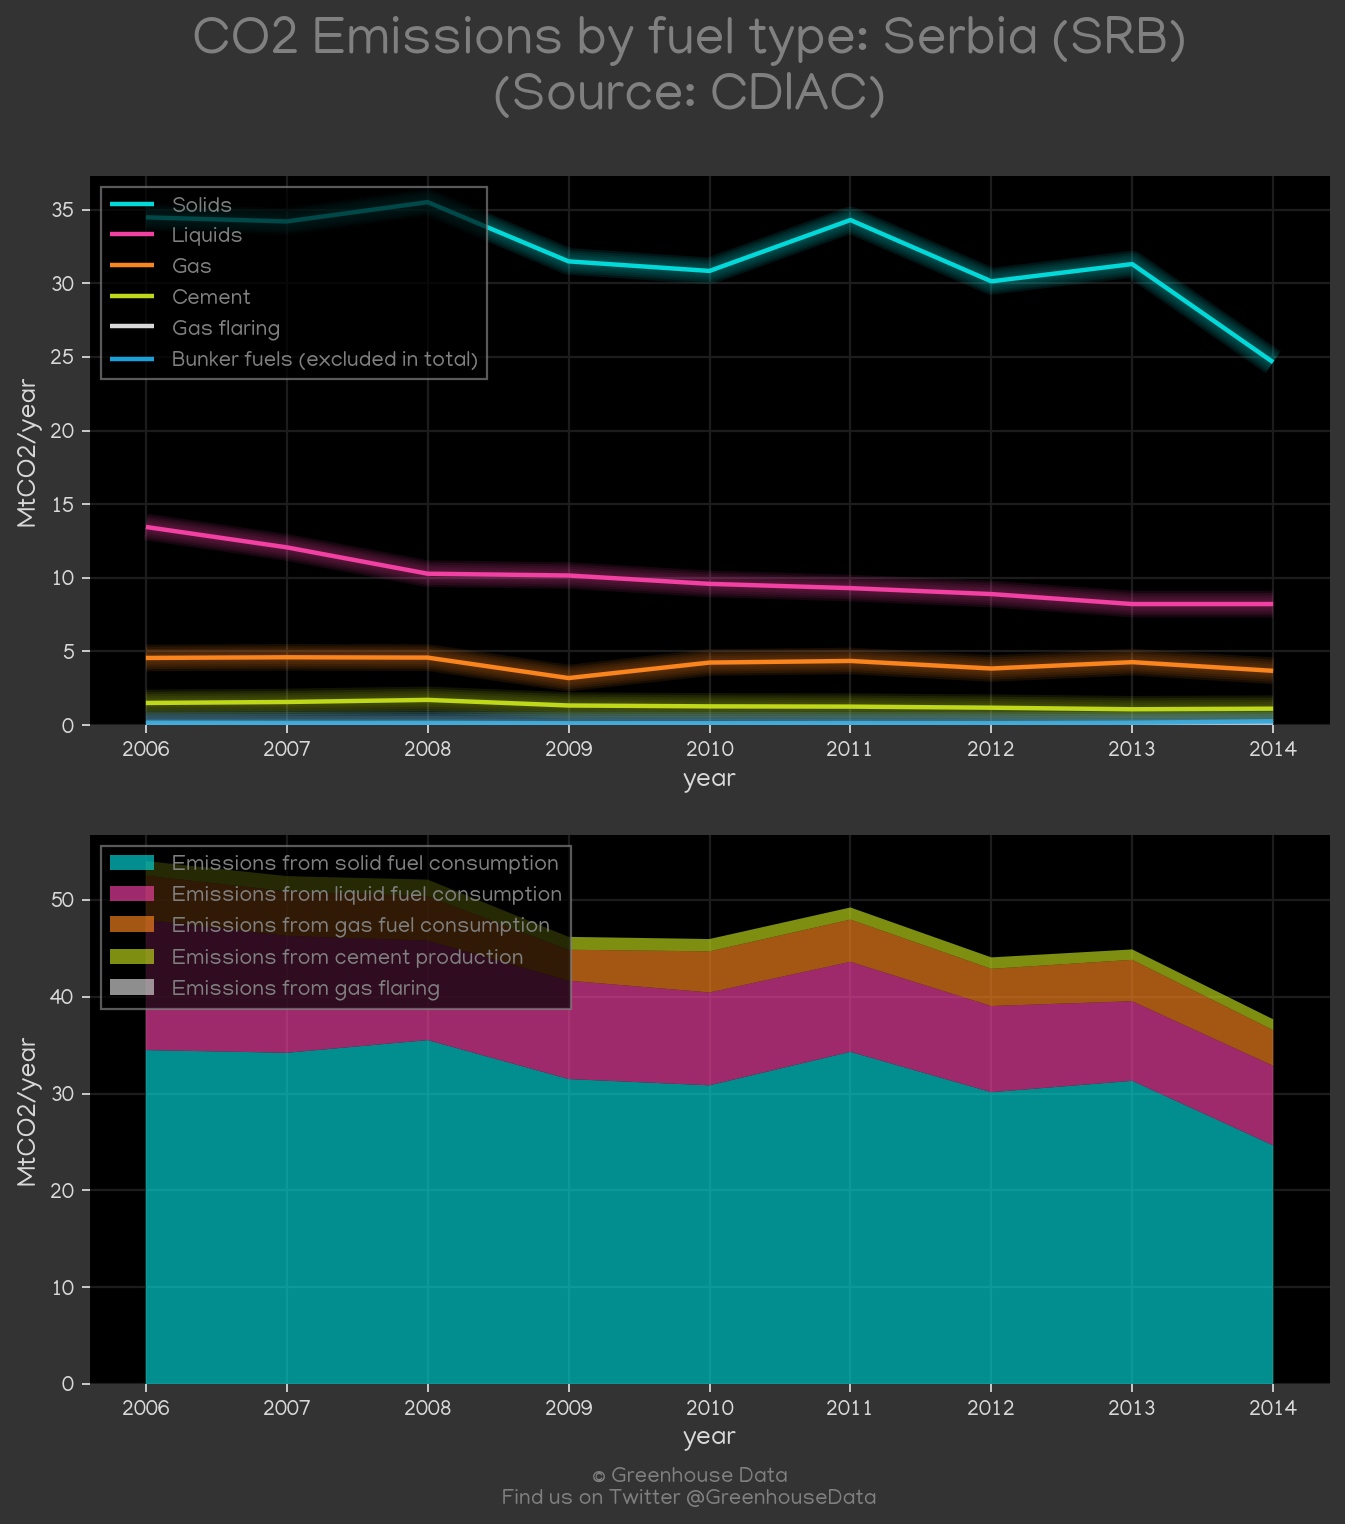 CO2 Emissions by fuel type: Serbia (SRB)
(Source: CDIAC)
MtCO2/year
35
30
25
20
15
10
5
0
Solids
Liquids
Gas
Cement
Gas flaring
Bunker fuels (excluded in total)
2006 2007 2008 2009 2010 2011 2012 2013 2014
year
MtCO2/year
50
40
30
20
10
0
Emissions from solid fuel consumption
Emissions from liquid fuel consumption
Emissions from gas fuel consumption
Emissions from cement production
Emissions from gas flaring
2006 2007 2008 2009 2010 2011 2012 2013 2014
year
© Greenhouse Data
Find us on Twitter @GreenhouseData